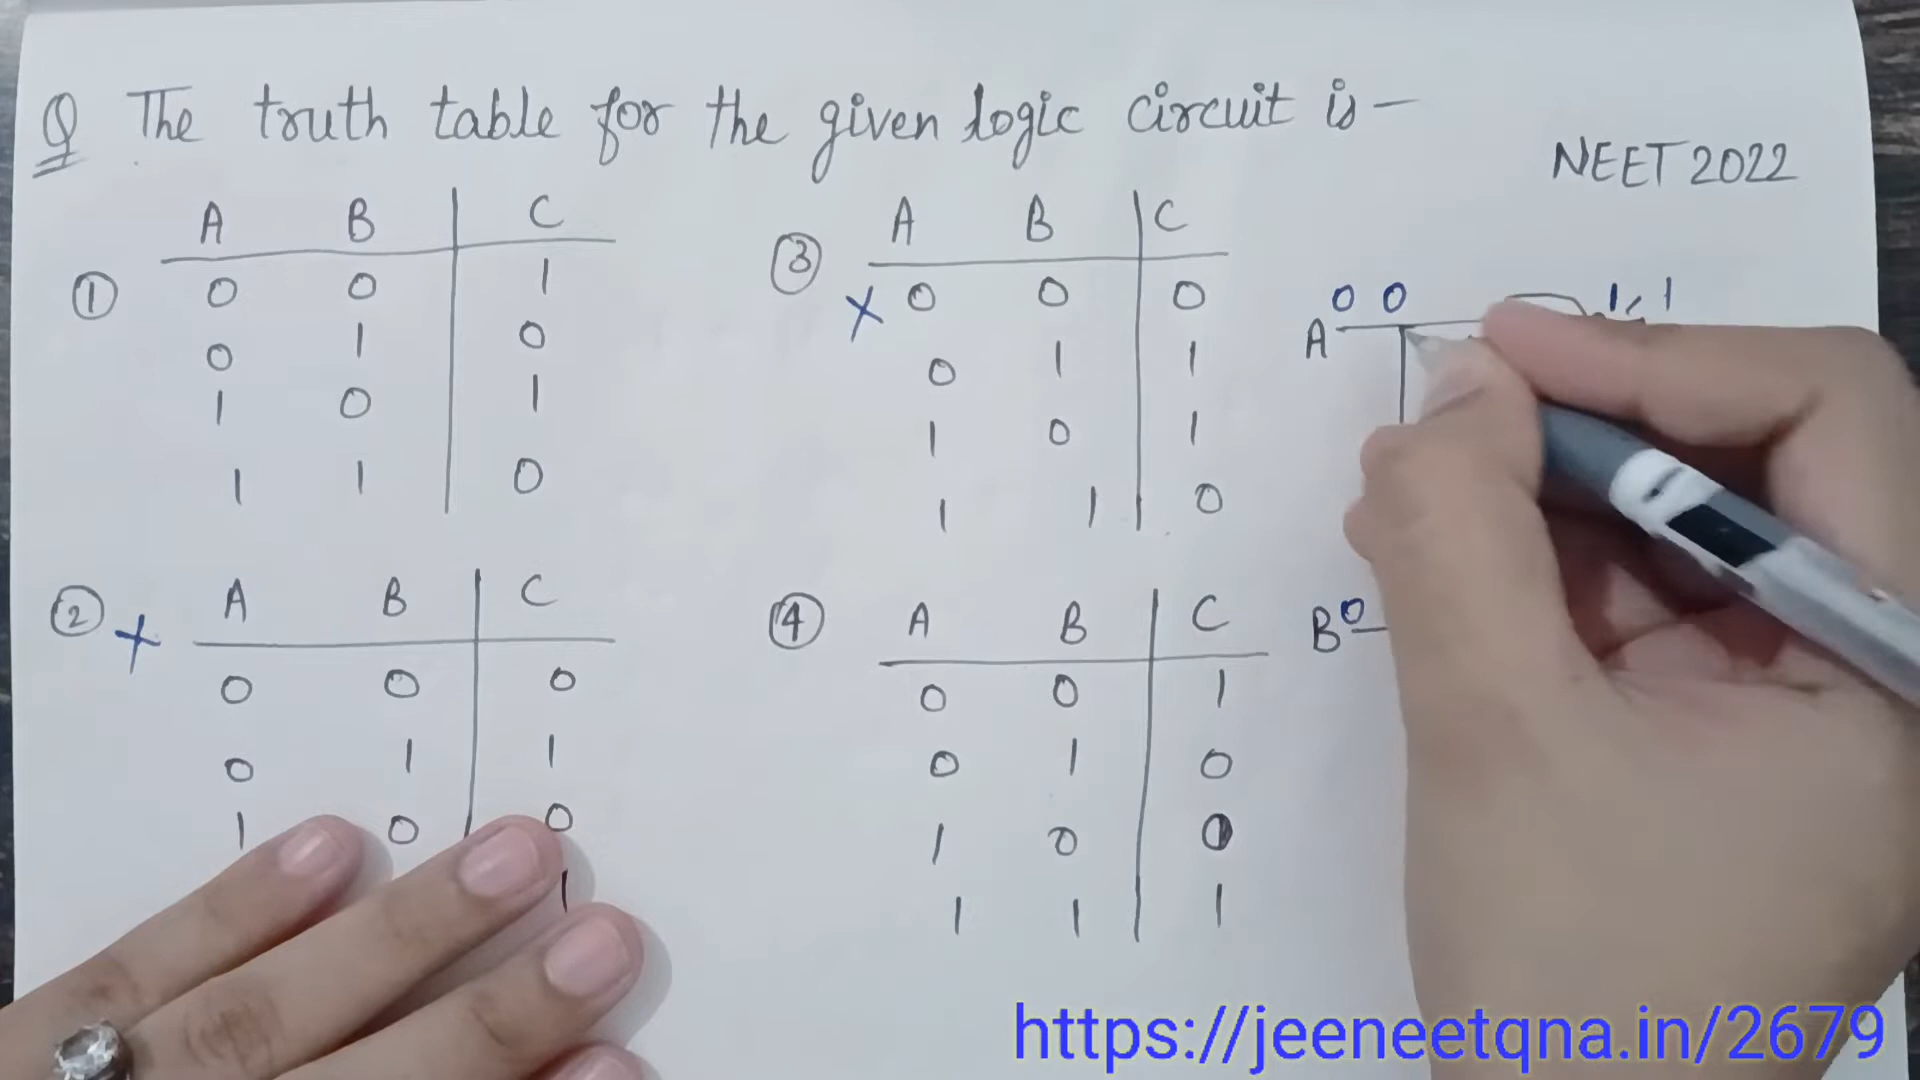 Q The truth table for the given logic circuit is -
NEET 2022
①
A B C
0 0 1
0 1 0
1 0 1
1 1 0
② X
A B C
0 0 0
0 1 1
1 0 0
1
③ X
A B C
0 0 0
0 1 1
1 0 1
1 1 0
④
A B C
0 0 1
0 1 0
1 0 0
1 1 1
0 0
1 1
A
B 0
https://jeeneetqna.in/2679